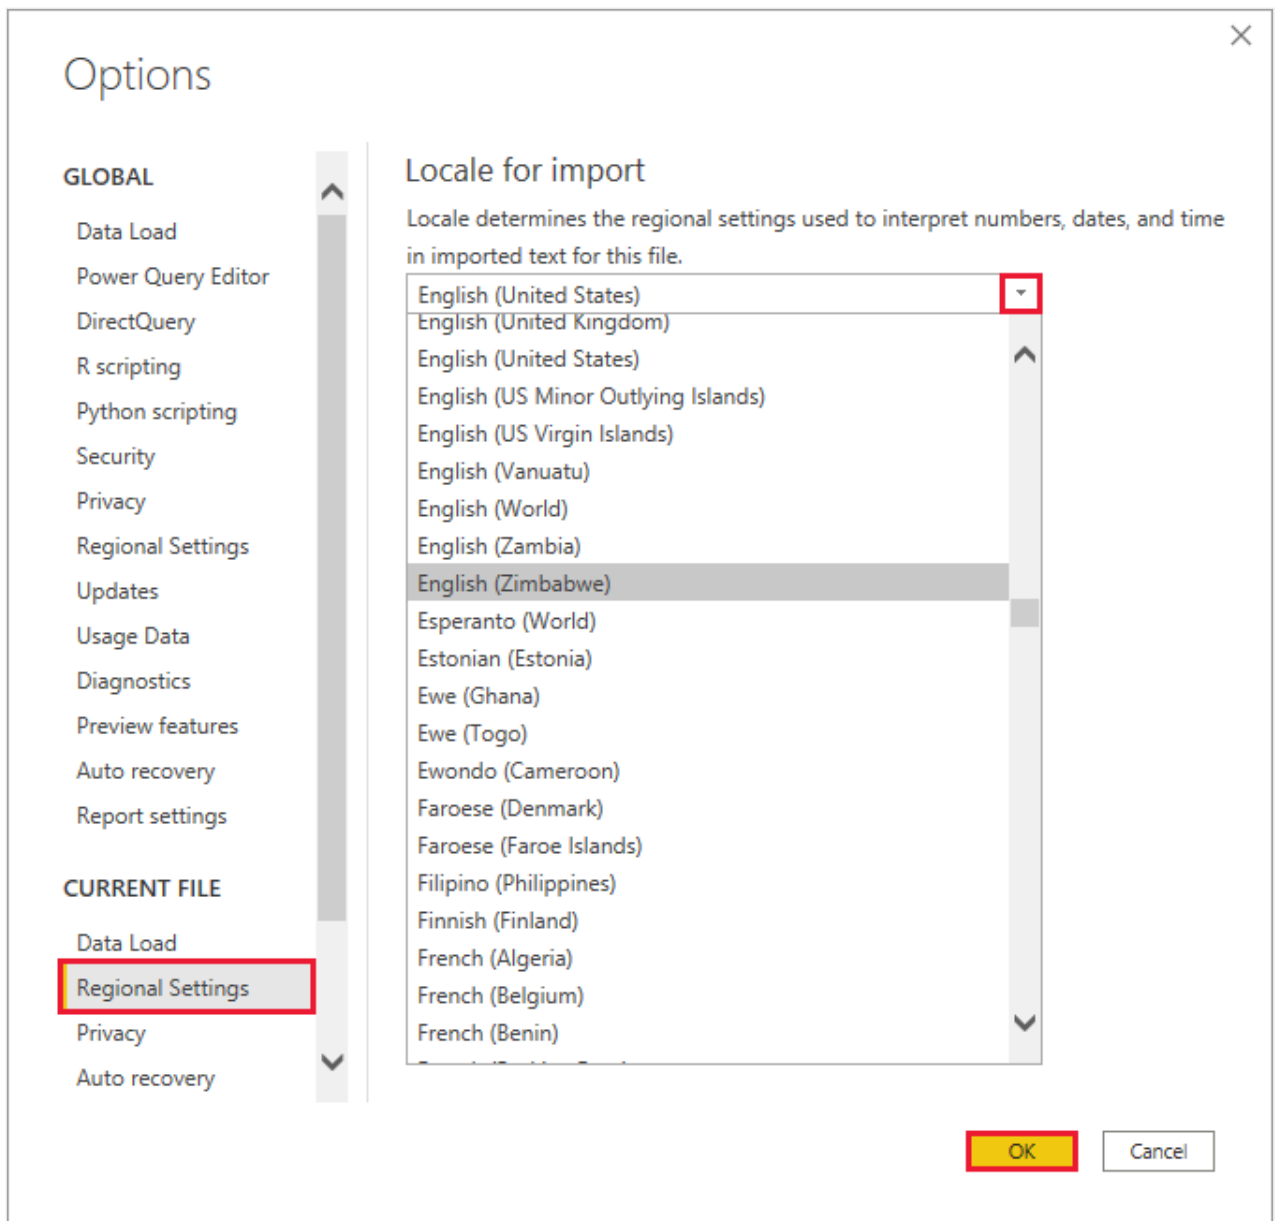 Options
GLOBAL
Data Load
Power Query Editor
DirectQuery
R scripting
Python scripting
Security
Privacy
Regional Settings
Updates
Usage Data
Diagnostics
Preview features
Auto recovery
Report settings
CURRENT FILE
Data Load
Regional Settings
Privacy
Auto recovery
Locale for import
Locale determines the regional settings used to interpret numbers, dates, and time
in imported text for this file.
English (United States)
English (United Kingdom)
English (United States)
English (US Minor Outlying Islands)
English (US Virgin Islands)
English (Vanuatu)
English (World)
English (Zambia)
English (Zimbabwe)
Esperanto (World)
Estonian (Estonia)
Ewe (Ghana)
Ewe (Togo)
Ewondo (Cameroon)
Faroese (Denmark)
Faroese (Faroe Islands)
Filipino (Philippines)
Finnish (Finland)
French (Algeria)
French (Belgium)
French (Benin)
OK
Cancel